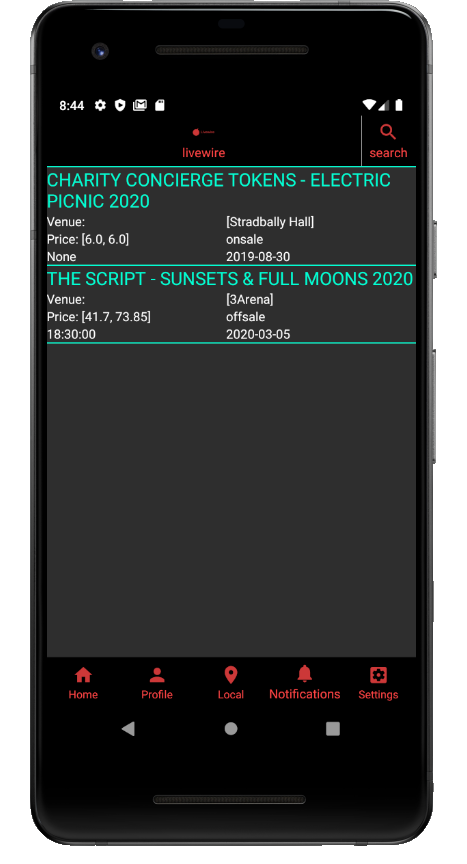 8:44
livewire
search
CHARITY CONCIERGE TOKENS - ELECTRIC
PICNIC 2020
Venue: [Stradbally Hall]
Price: [6.0, 6.0] onsale
None 2019-08-30
THE SCRIPT - SUNSETS & FULL MOONS 2020
Venue: [3Arena]
Price: [41.7, 73.85] offsale
18:30:00 2020-03-05
Home Profile Local Notifications Settings